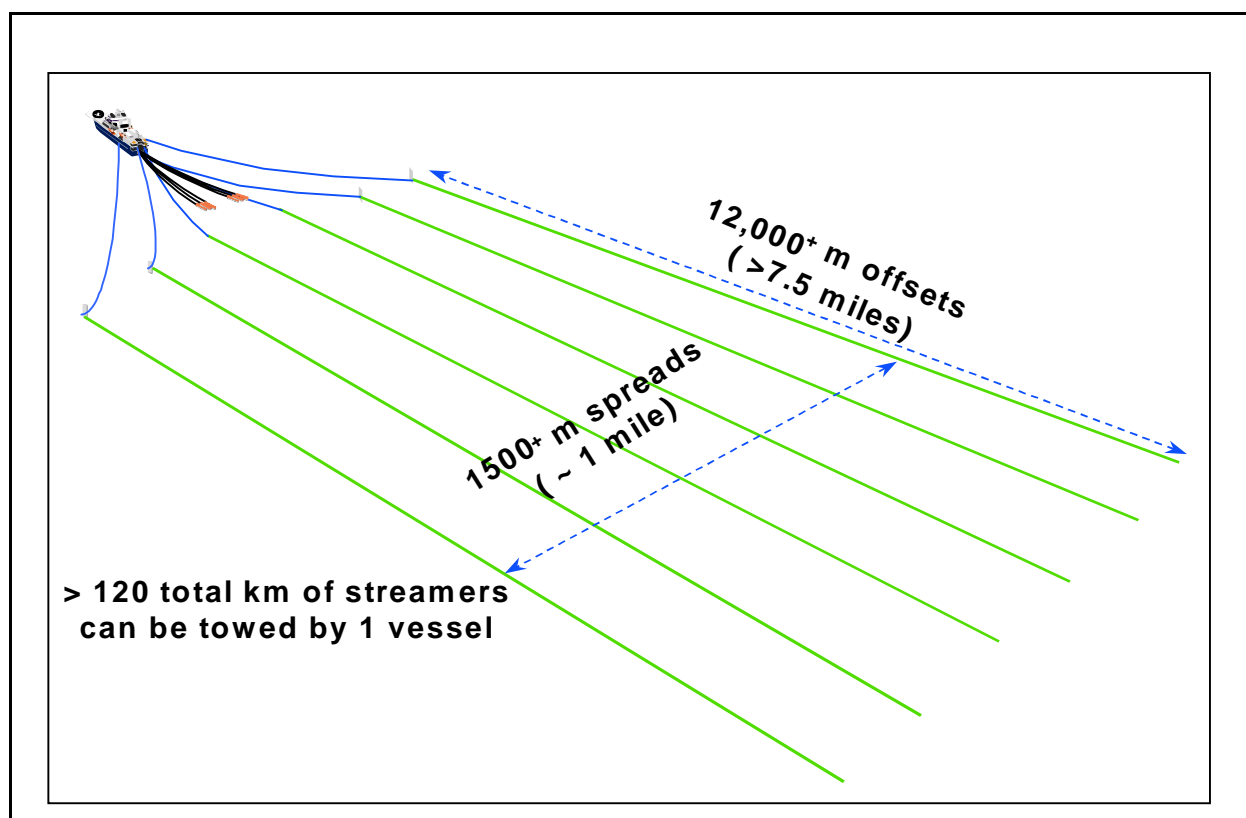 12,000+ m offsets
( >7.5 miles)
1500+ m spreads
( ~ 1 mile)
> 120 total km of streamers
can be towed by 1 vessel